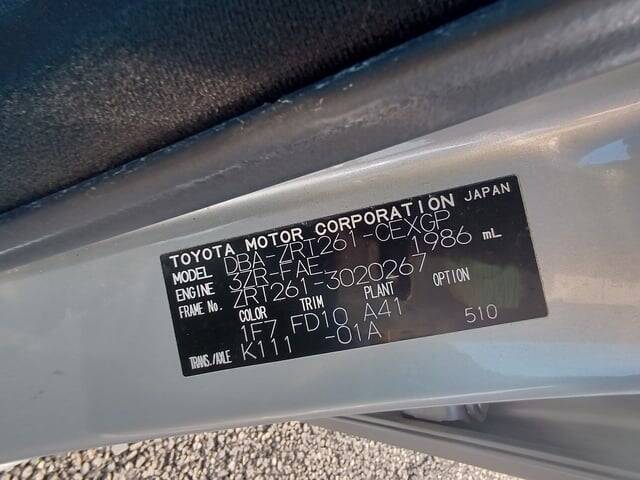 TOYOTA MOTOR CORPORATION JAPAN
MODEL DBA-ZRT261-CEXGP
ENGINE 3ZR-FAE 1986 mL
FRAME No. ZRT261-3020267
COLOR TRIM PLANT OPTION
1F7 FD10 A41
TRANS./AXLE K111 -01A 510